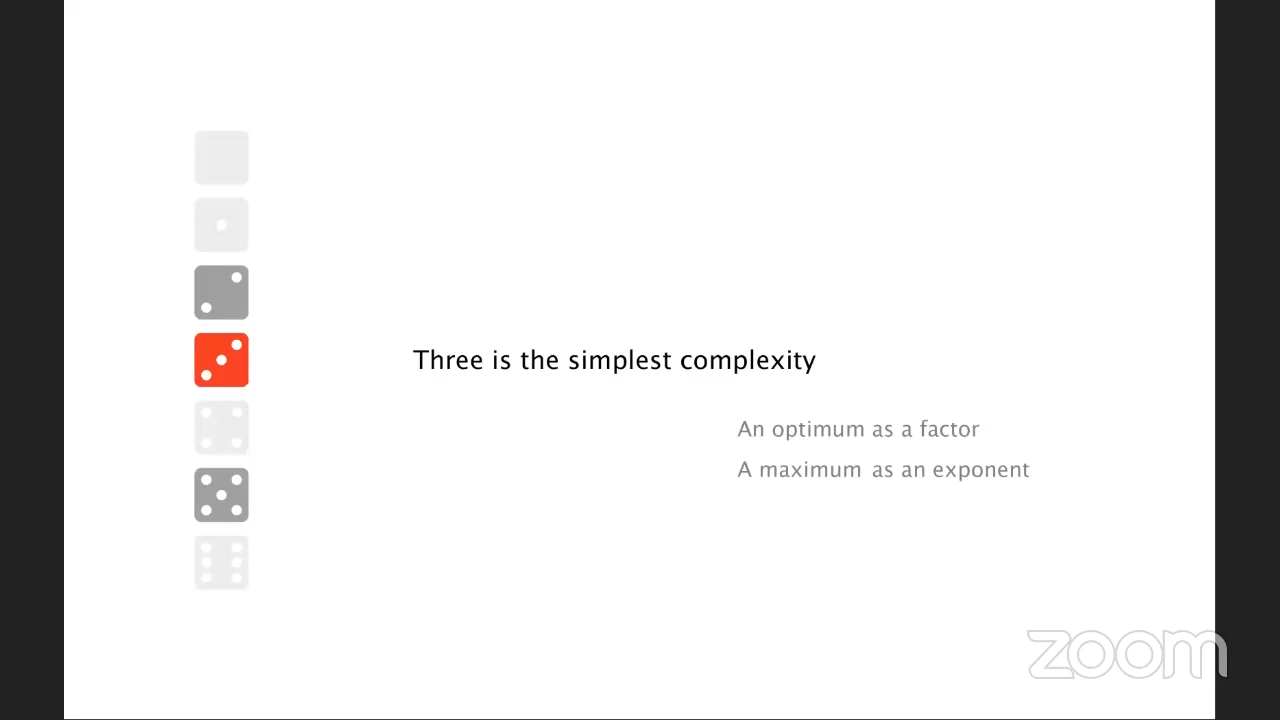 Three is the simplest complexity
An optimum as a factor
A maximum as an exponent
zoom